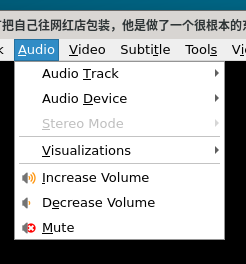 把自己往网红店包装，他是做了一个很根本的
Audio Video Subtitle Tools
Audio Track
Audio Device
Stereo Mode
Visualizations
Increase Volume
Decrease Volume
Mute